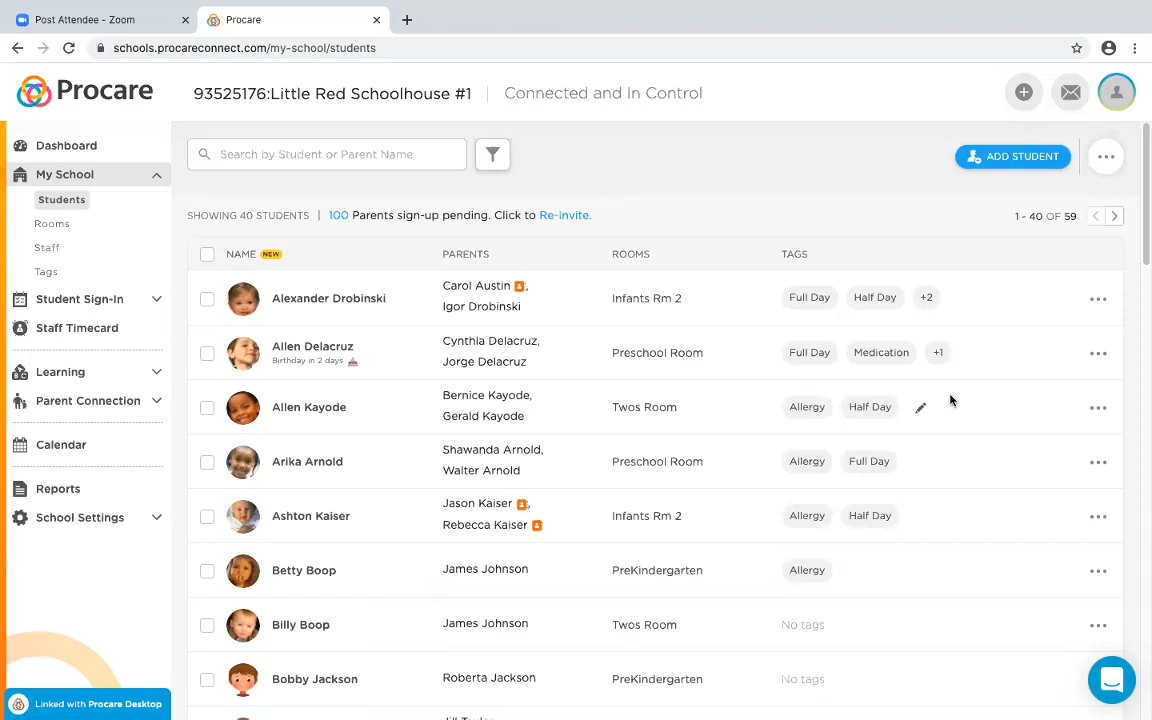 Post Attendee - Zoom
Procare
schools.procareconnect.com/my-school/students
Procare
93525176:Little Red Schoolhouse #1
Connected and In Control
Dashboard
My School
Students
Rooms
Staff
Tags
Student Sign-In
Staff Timecard
Learning
Parent Connection
Calendar
Reports
School Settings
Linked with Procare Desktop
Search by Student or Parent Name
ADD STUDENT
SHOWING 40 STUDENTS | 100 Parents sign-up pending. Click to Re-Invite.
1 - 40 OF 59
NAME NEW PARENTS ROOMS TAGS
Alexander Drobinski
Carol Austin ,
Igor Drobinski
Infants Rm 2
Full Day Half Day +2
Allen Delacruz
Birthday in 2 days
Cynthia Delacruz,
Jorge Delacruz
Preschool Room
Full Day Medication +1
Allen Kayode
Bernice Kayode,
Gerald Kayode
Twos Room
Allergy Half Day
Arika Arnold
Shawanda Arnold,
Walter Arnold
Preschool Room
Allergy Full Day
Ashton Kaiser
Jason Kaiser ,
Rebecca Kaiser
Infants Rm 2
Allergy Half Day
Betty Boop
James Johnson
PreKindergarten
Allergy
Billy Boop
James Johnson
Twos Room
No tags
Bobby Jackson
Roberta Jackson
PreKindergarten
No tags